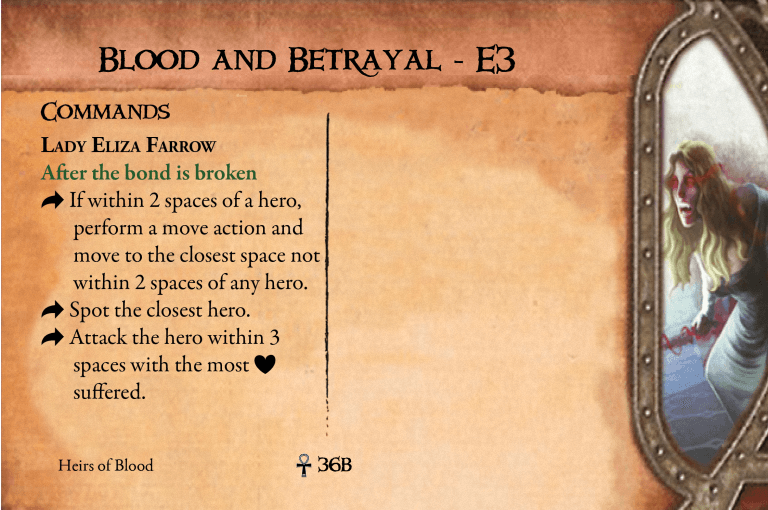 Blood and Betrayal - E3
Commands
Lady Eliza Farrow
After the bond is broken
If within 2 spaces of a hero,
perform a move action and
move to the closest space not
within 2 spaces of any hero.
Spot the closest hero.
Attack the hero within 3
spaces with the most ♥
suffered.
Heirs of Blood
☥ 36B